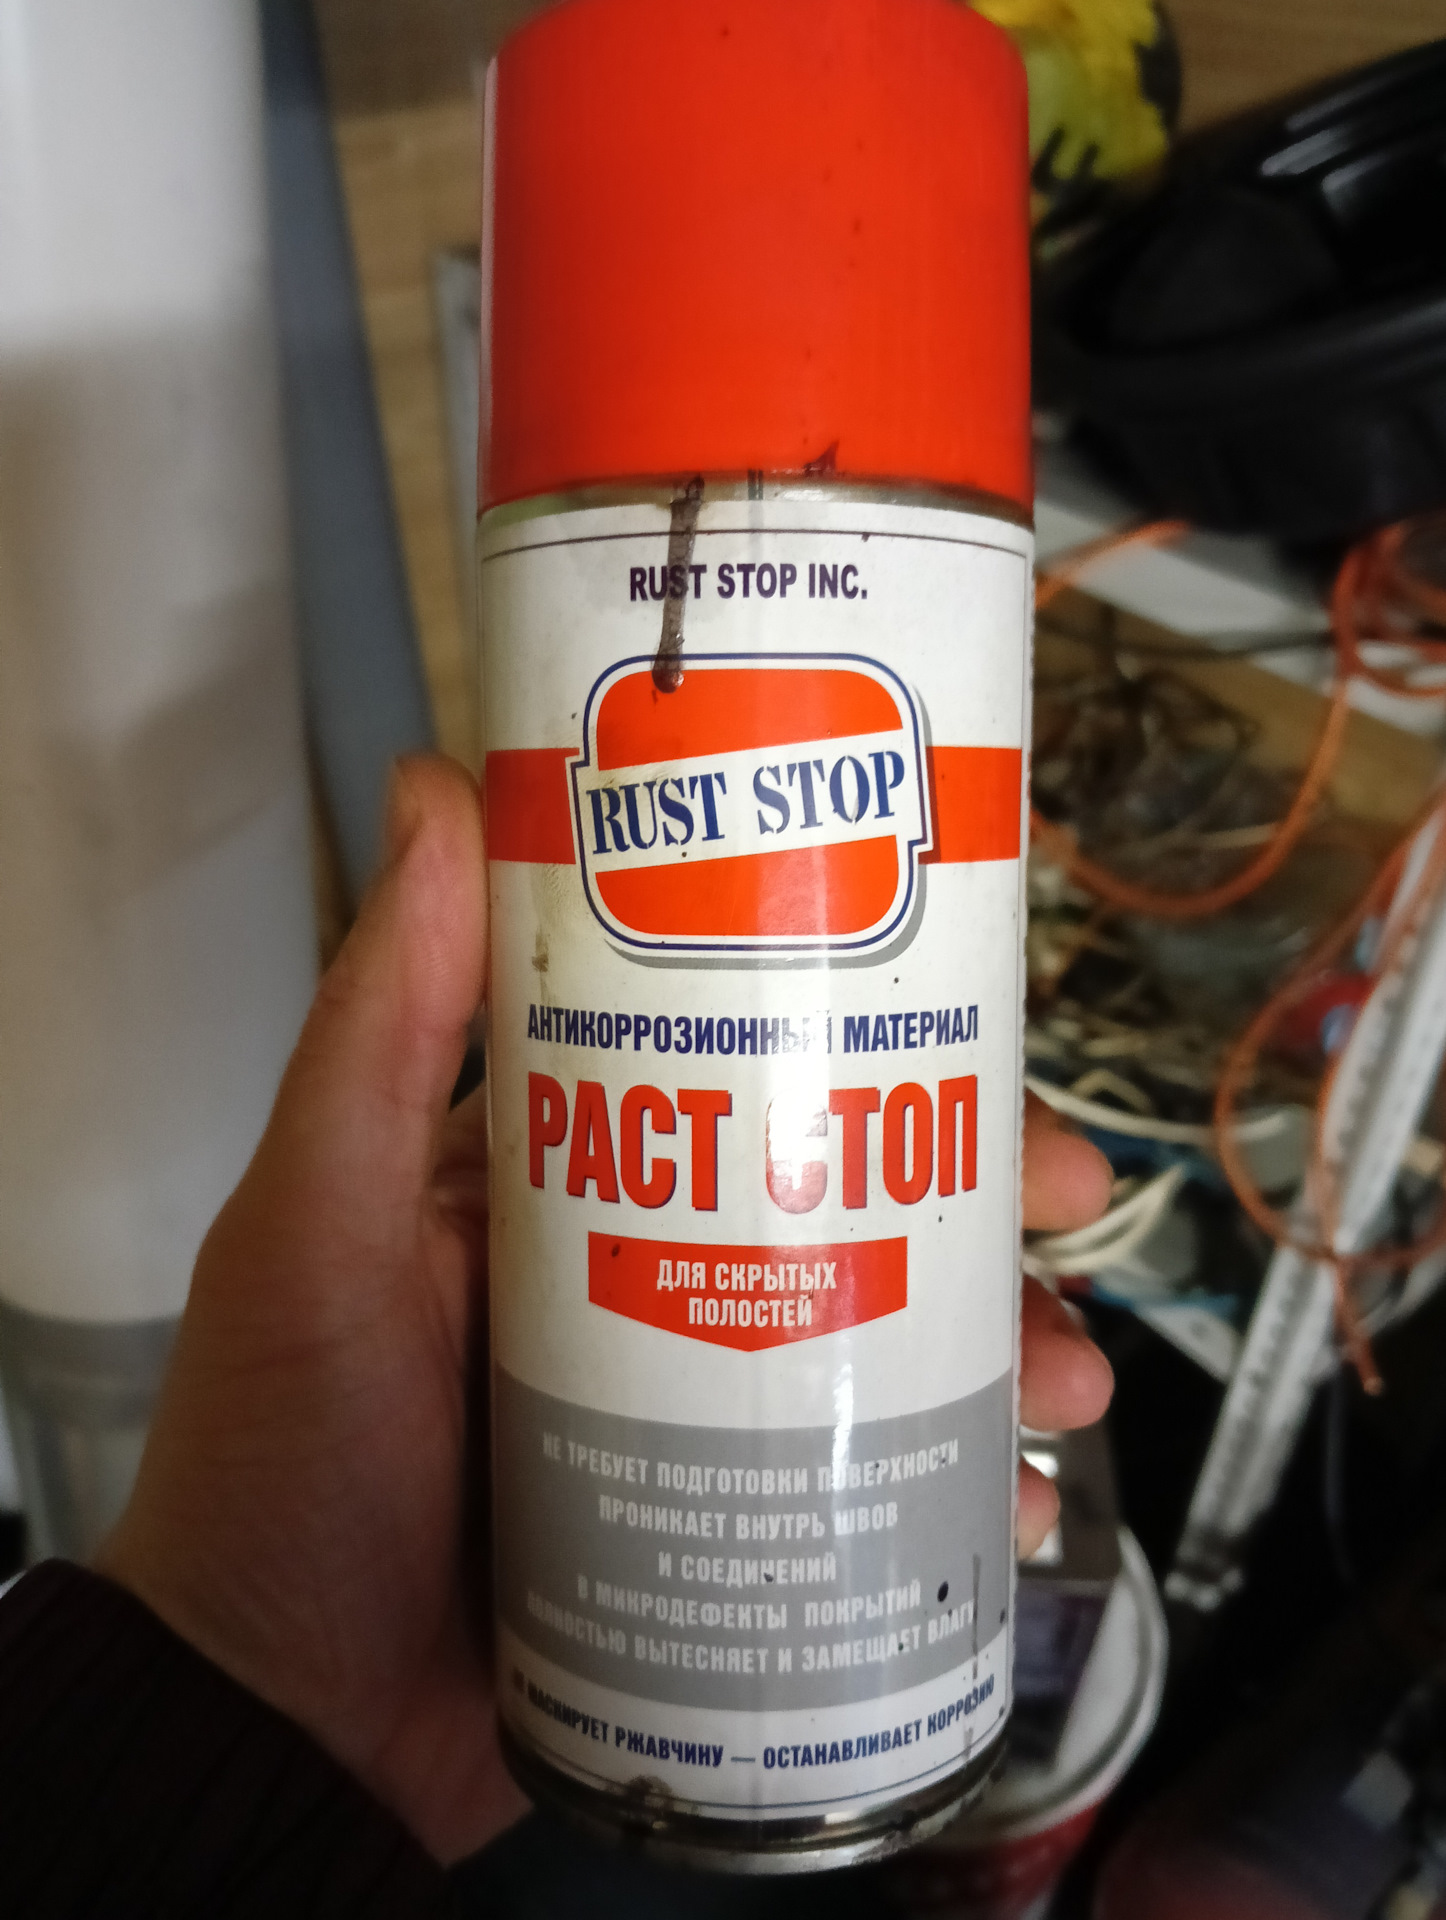 RUST STOP INC.
RUST STOP
АНТИКОРРОЗИОННЫЙ МАТЕРИАЛ
РАСТ СТОП
ДЛЯ СКРЫТЫХ
ПОЛОСТЕЙ
НЕ ТРЕБУЕТ ПОДГОТОВКИ ПОВЕРХНОСТИ
ПРОНИКАЕТ ВНУТРЬ ШВОВ
И СОЕДИНЕНИЙ
В МИКРОДЕФЕКТЫ ПОКРЫТИЙ
ПОЛНОСТЬЮ ВЫТЕСНЯЕТ И ЗАМЕЩАЕТ ВЛАГУ
НЕ МАСКИРУЕТ РЖАВЧИНУ — ОСТАНАВЛИВАЕТ КОРРОЗИЮ